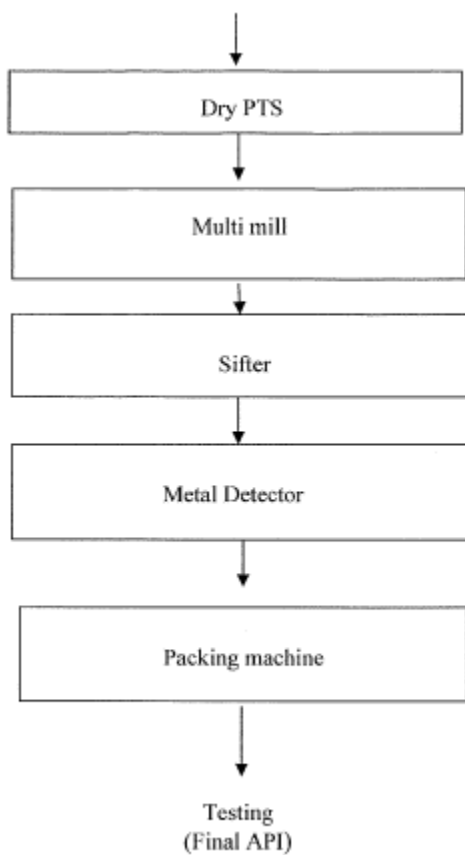 Dry PTS
Multi mill
Sifter
Metal Detector
Packing machine
Testing
(Final API)